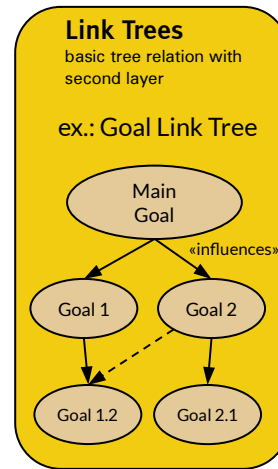 Link Trees
basic tree relation with
second layer
ex.: Goal Link Tree
Main
Goal
«influences»
Goal 1
Goal 2
Goal 1.2
Goal 2.1